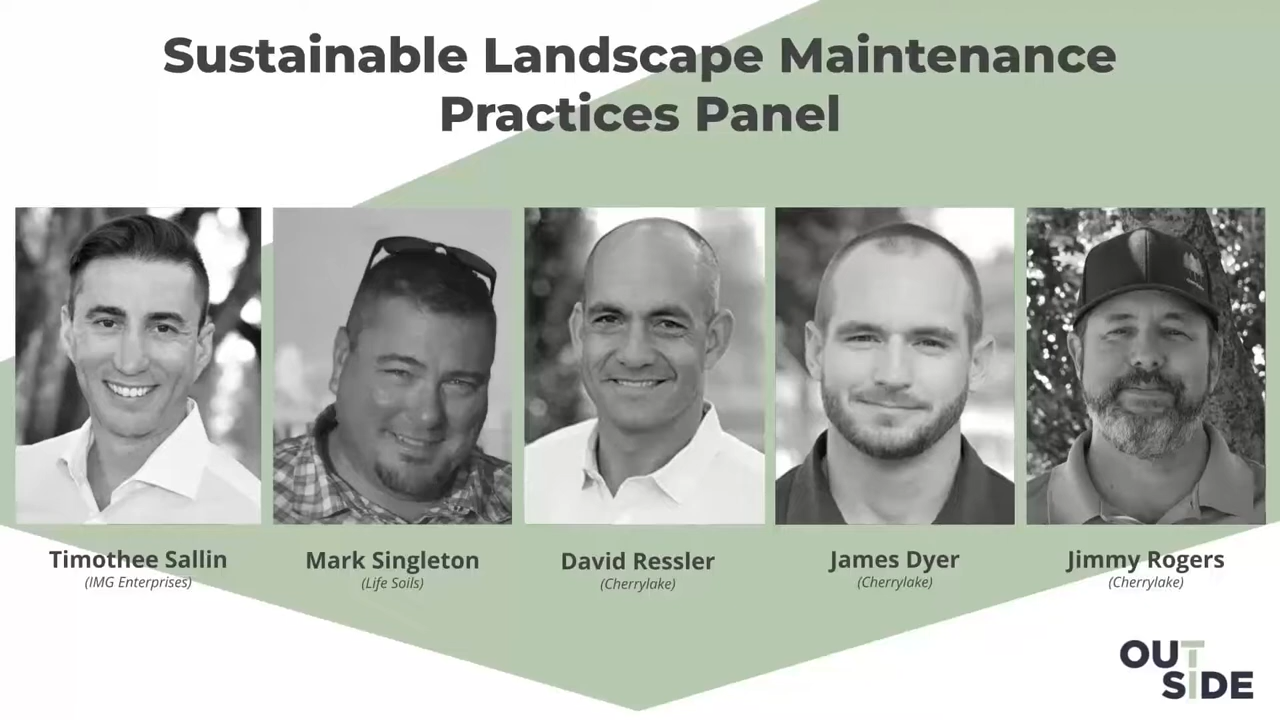 Sustainable Landscape Maintenance
Practices Panel
Timothee Sallin
(IMG Enterprises)
Mark Singleton
(Life Soils)
David Ressler
(Cherrylake)
James Dyer
(Cherrylake)
Jimmy Rogers
(Cherrylake)
OUT
SIDE